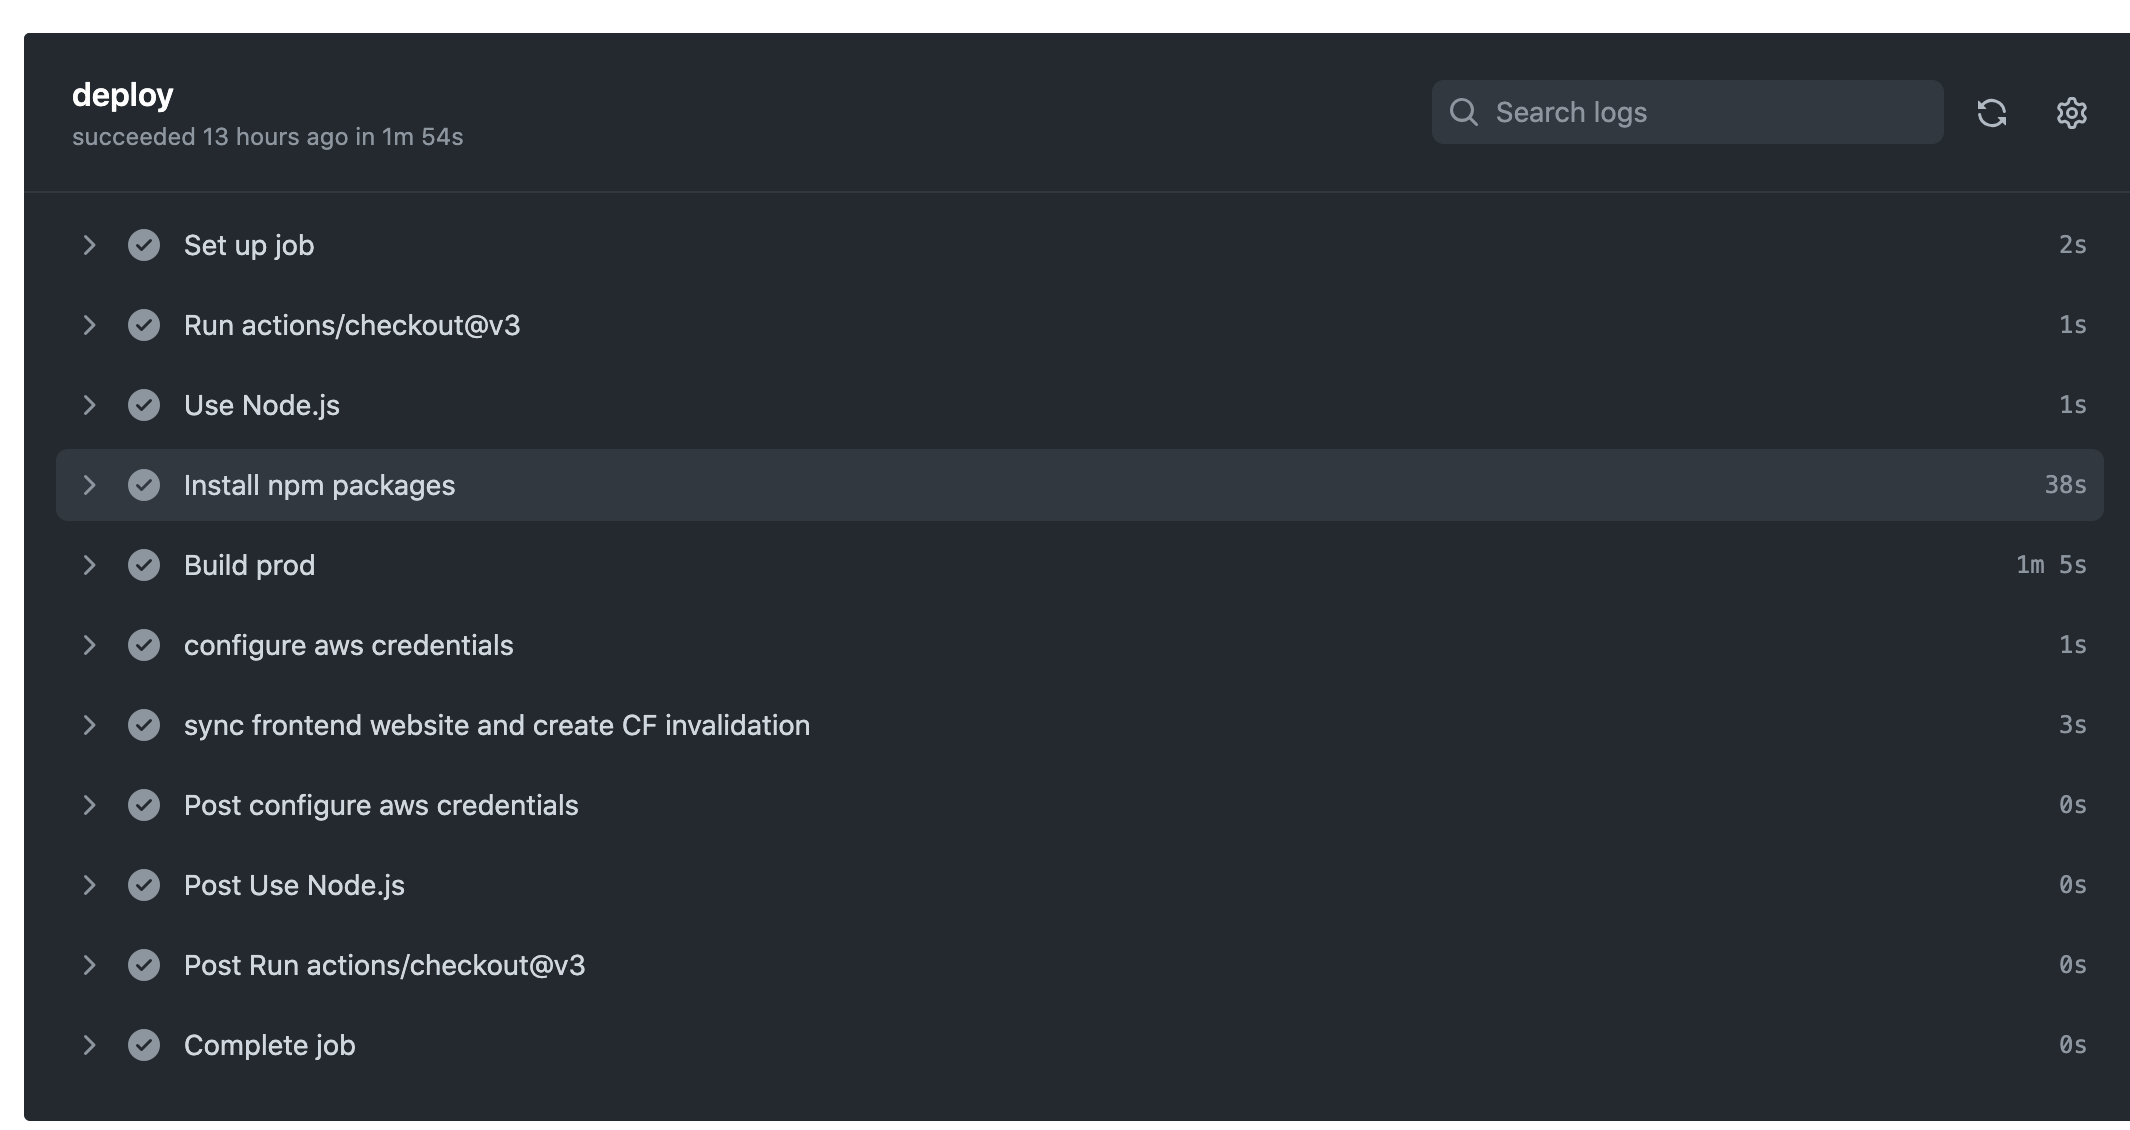 deploy
succeeded 13 hours ago in 1m 54s
Search logs
Set up job 2s
Run actions/checkout@v3 1s
Use Node.js 1s
Install npm packages 38s
Build prod 1m 5s
configure aws credentials 1s
sync frontend website and create CF invalidation 3s
Post configure aws credentials 0s
Post Use Node.js 0s
Post Run actions/checkout@v3 0s
Complete job 0s